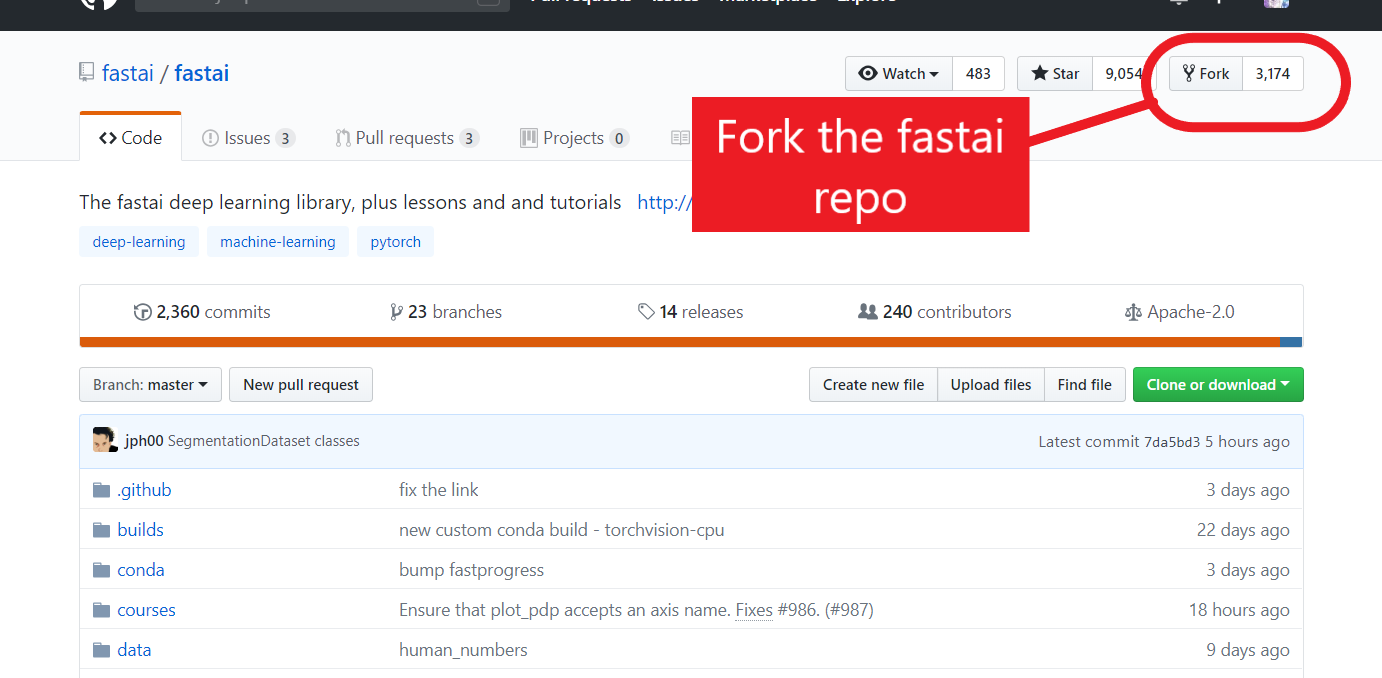 fastai / fastai
Watch 483 Star 9,054 Fork 3,174
Code Issues 3 Pull requests 3 Projects 0
Fork the fastai
repo
The fastai deep learning library, plus lessons and and tutorials http://
deep-learning machine-learning pytorch
2,360 commits 23 branches 14 releases 240 contributors Apache-2.0
Branch: master New pull request Create new file Upload files Find file Clone or download
jph00 SegmentationDataset classes Latest commit 7da5bd3 5 hours ago
.github fix the link 3 days ago
builds new custom conda build - torchvision-cpu 22 days ago
conda bump fastprogress 3 days ago
courses Ensure that plot_pdp accepts an axis name. Fixes #986. (#987) 18 hours ago
data human_numbers 9 days ago